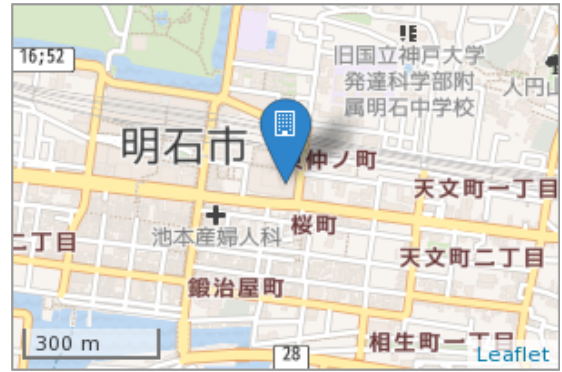 16;52
旧国立神戸大学
発達科学部附
属明石中学校
明石市
仲ノ町
天文町一丁目
池本産婦人科
桜町
二丁目
天文町二丁目
鍛治屋町
300 m
28
相生町一丁目
Leaflet